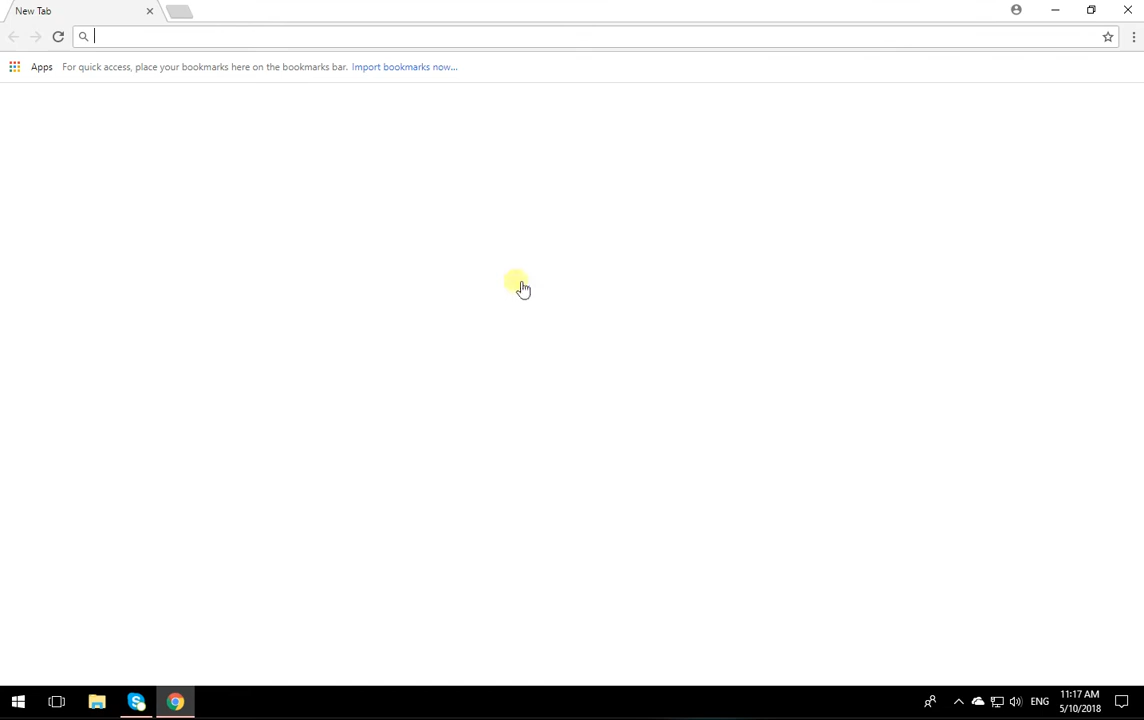 New Tab
Apps For quick access, place your bookmarks here on the bookmarks bar. Import bookmarks now...
ENG
11:17 AM
5/10/2018